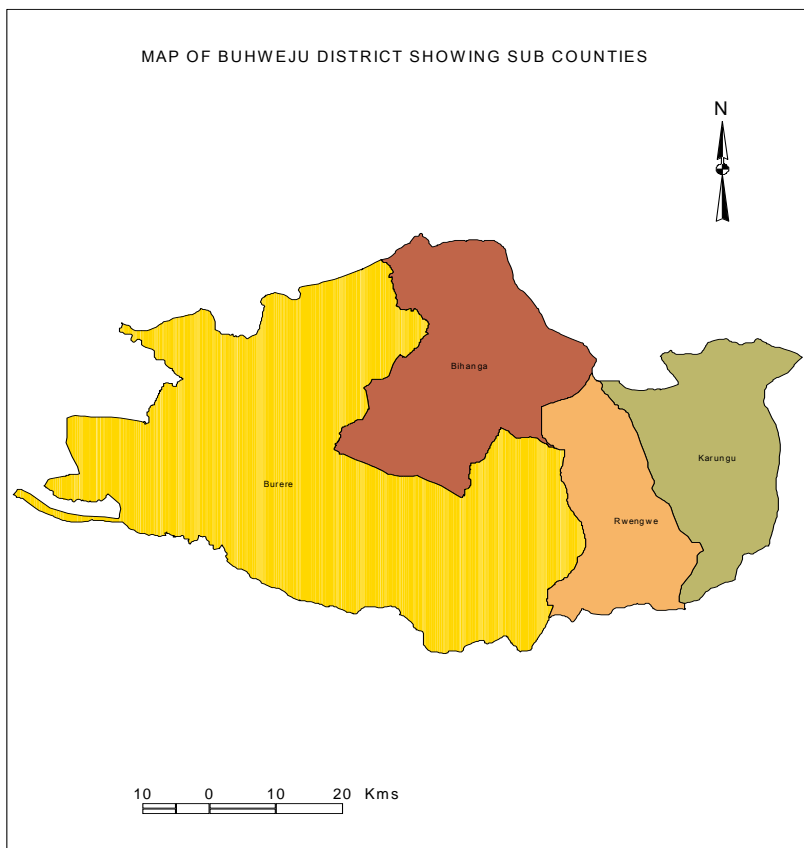 MAP OF BUHWEJU DISTRICT SHOWING SUB COUNTIES
N
Bihanga
Karungu
Burere
Rwengwe
10 0 10 20 Kms